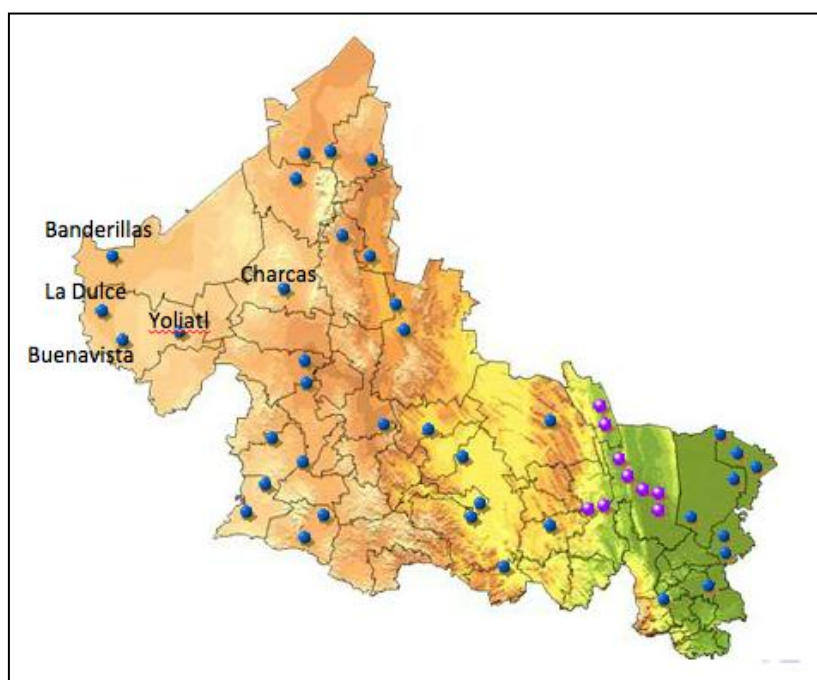 Banderillas
Charcas
La Dulce
Yoliatl
Buenavista